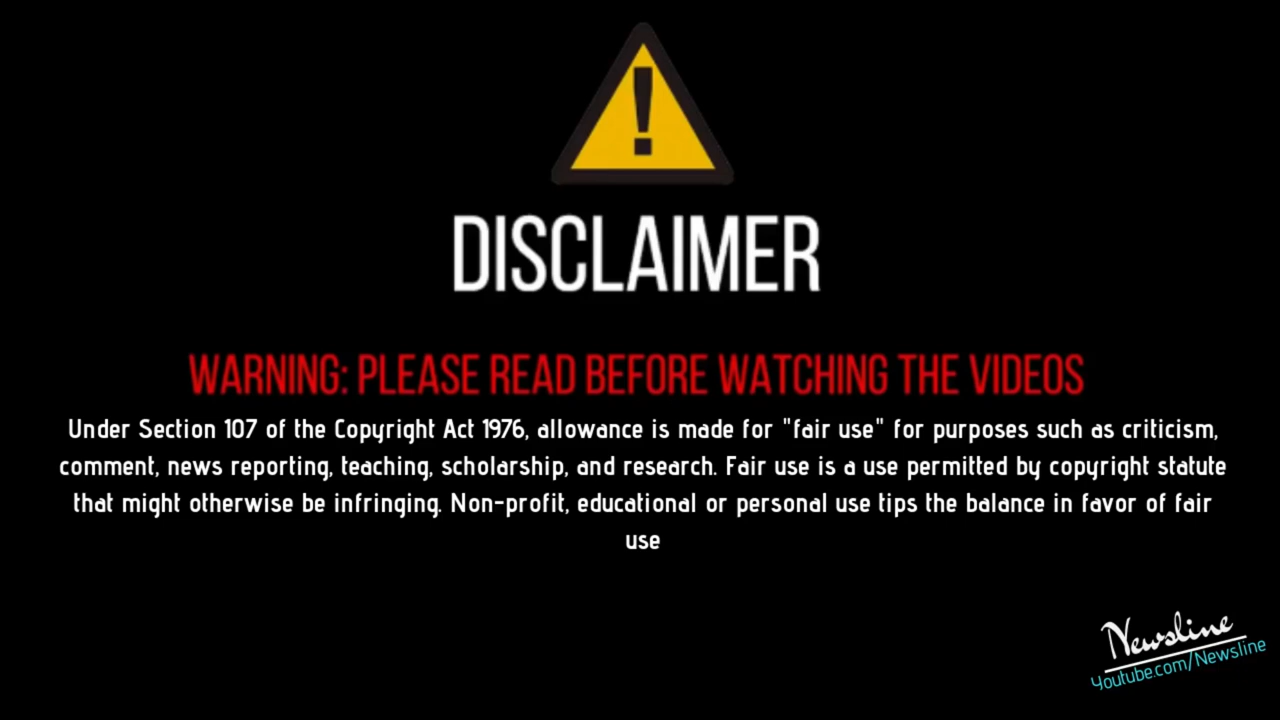 DISCLAIMER
WARNING: PLEASE READ BEFORE WATCHING THE VIDEOS
Under Section 107 of the Copyright Act 1976, allowance is made for "fair use" for purposes such as criticism,
comment, news reporting, teaching, scholarship, and research. Fair use is a use permitted by copyright statute
that might otherwise be infringing. Non-profit, educational or personal use tips the balance in favor of fair
use
Newsline
Youtube.com/Newsline